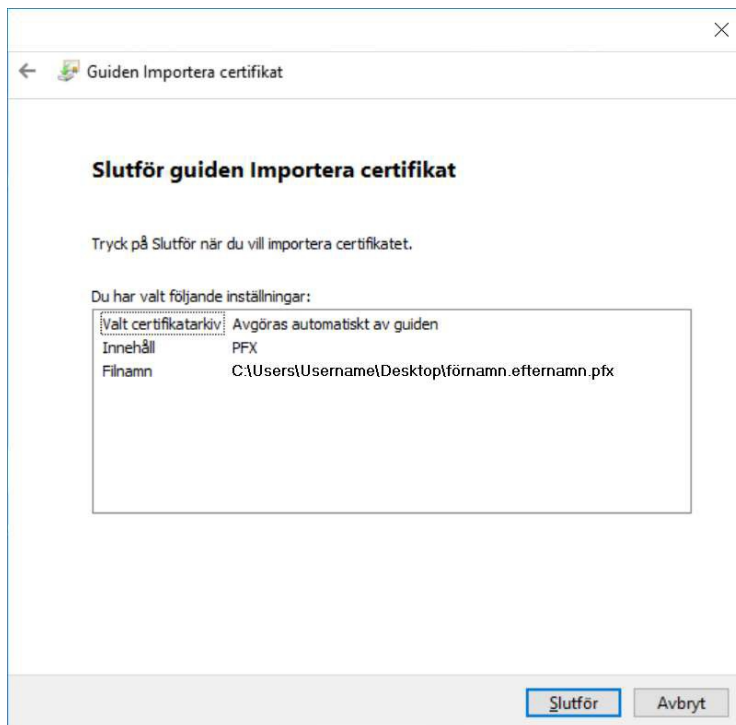 Guiden Importera certifikat
Slutför guiden Importera certifikat
Tryck på Slutför när du vill importera certifikatet.
Du har valt följande inställningar:
Valt certifikatarkiv Avgöras automatiskt av guiden
Innehåll PFX
Filnamn C:\Users\Username\Desktop\förnamn.efternamn.pfx
Slutför Avbryt